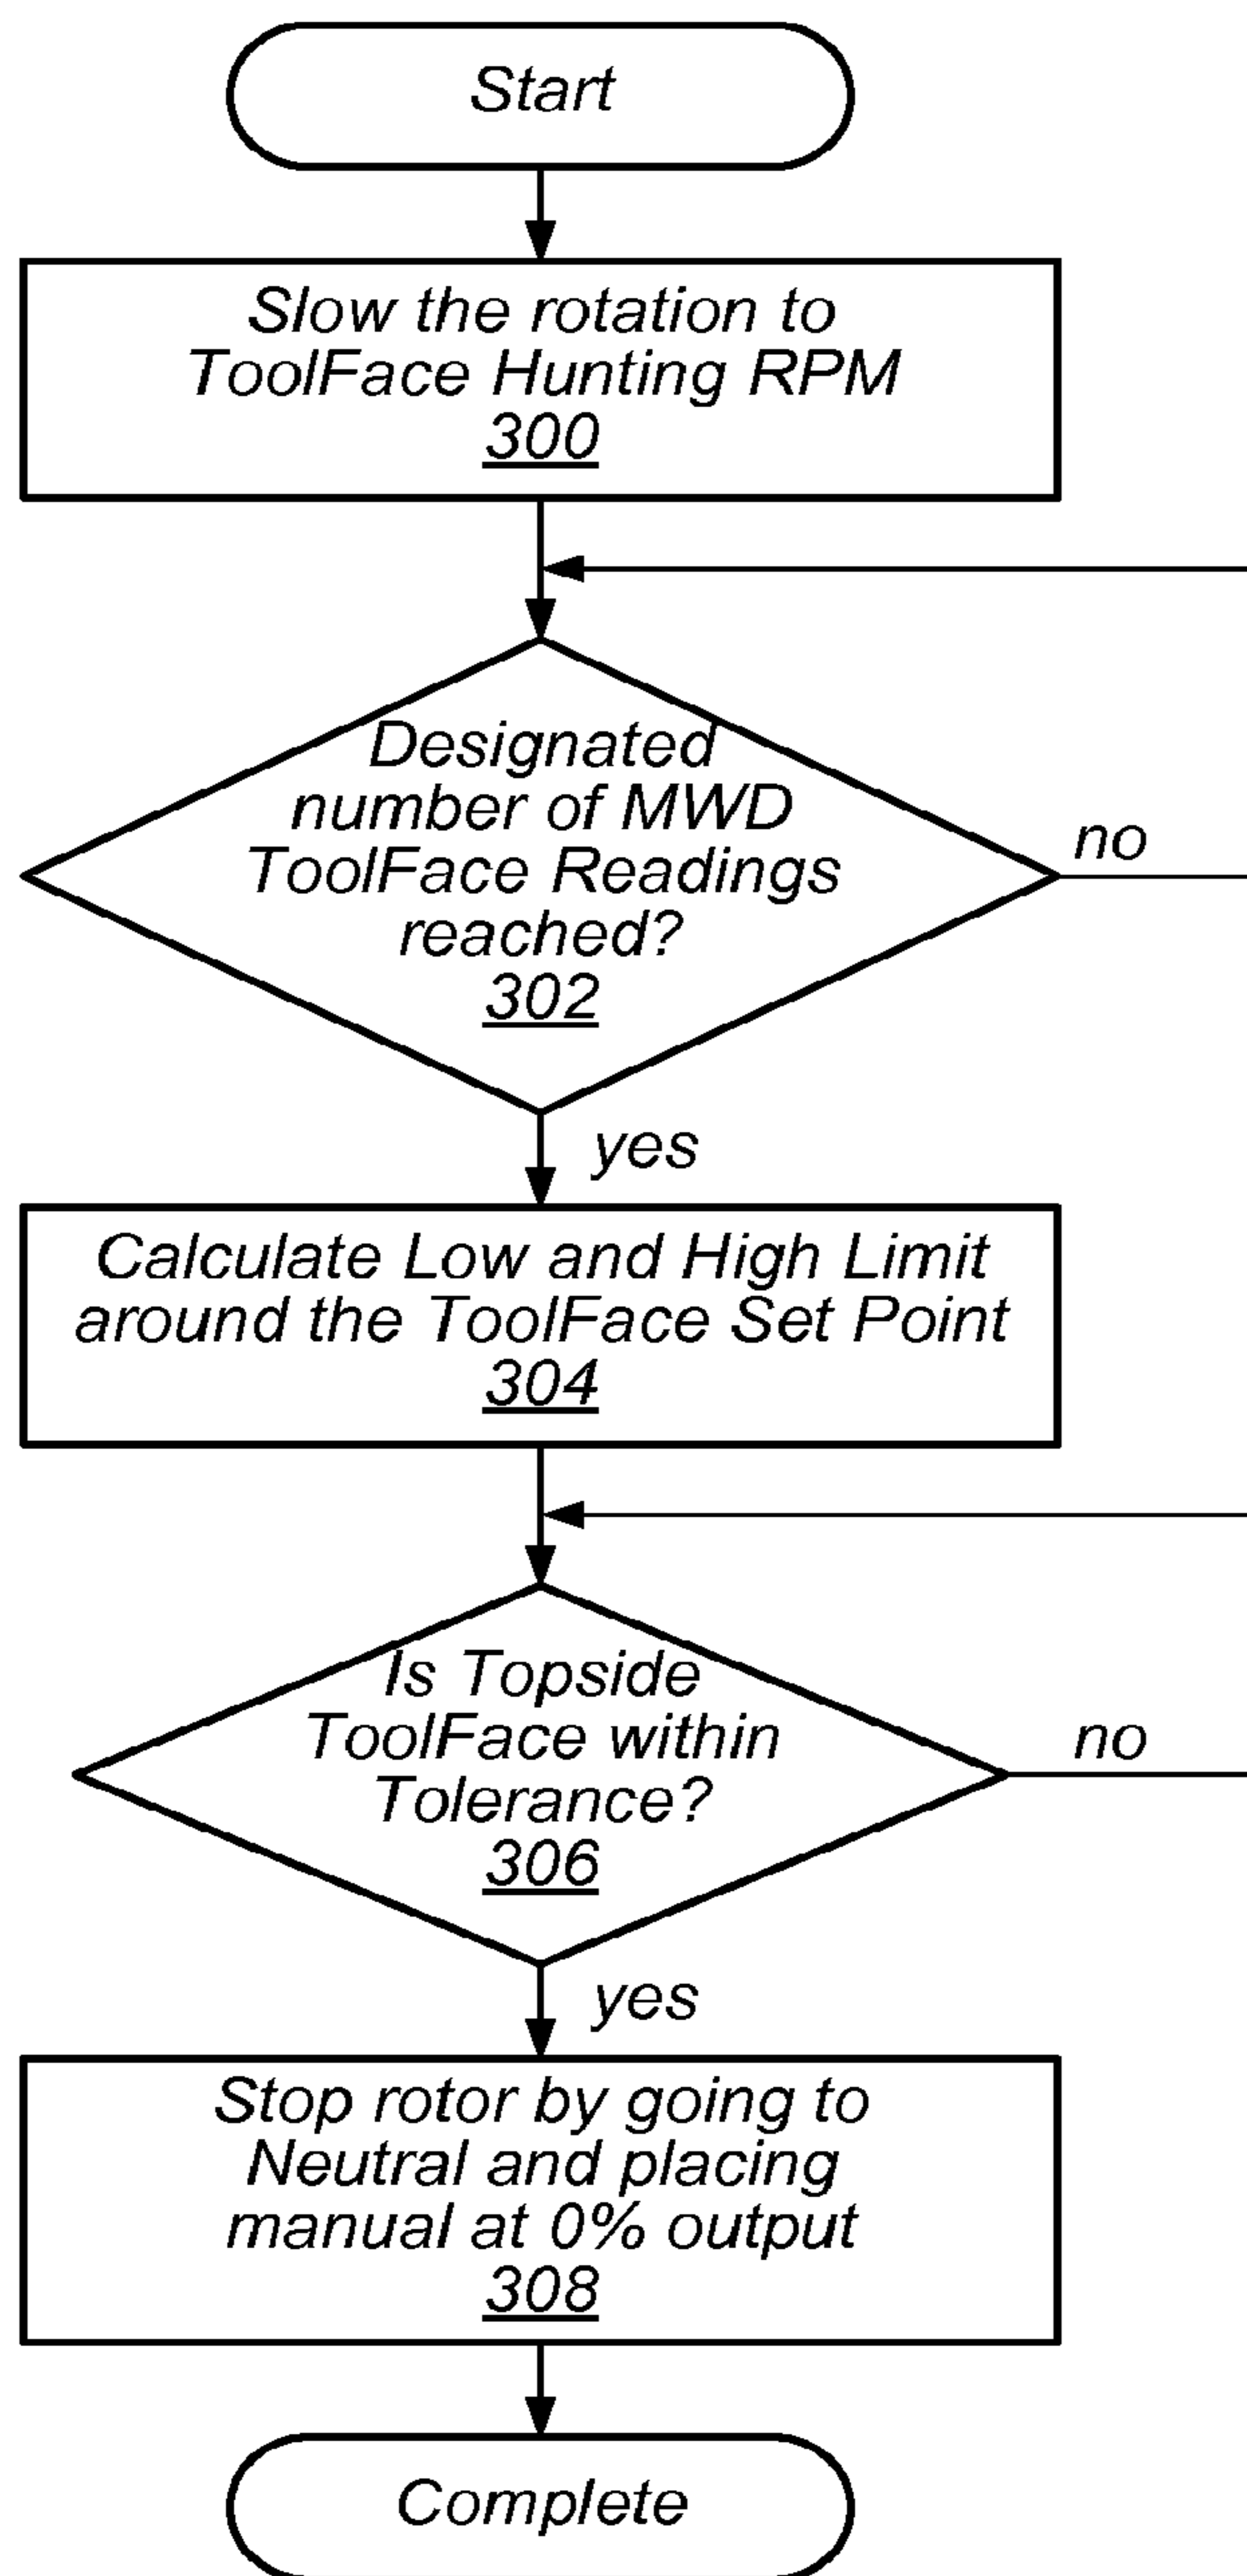 Start
Slow the rotation to
ToolFace Hunting RPM
300
Designated
number of MWD
ToolFace Readings
reached?
302
no
yes
Calculate Low and High Limit
around the ToolFace Set Point
304
Is Topside
ToolFace within
Tolerance?
306
no
yes
Stop rotor by going to
Neutral and placing
manual at 0% output
308
Complete